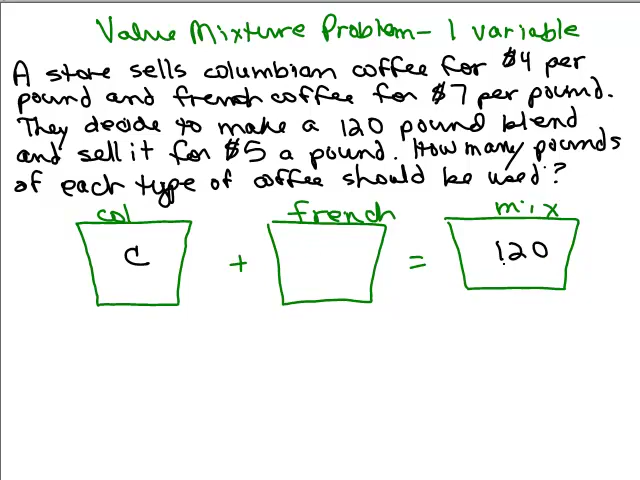 Value Mixture Problem- 1 variable
A store sells columbian coffee for $4 per
pound and french coffee for $7 per pound.
They decide to make a 120 pound blend
and sell it for $5 a pound. How many pounds
of each type of coffee should be used?
col french mix
C + = 120